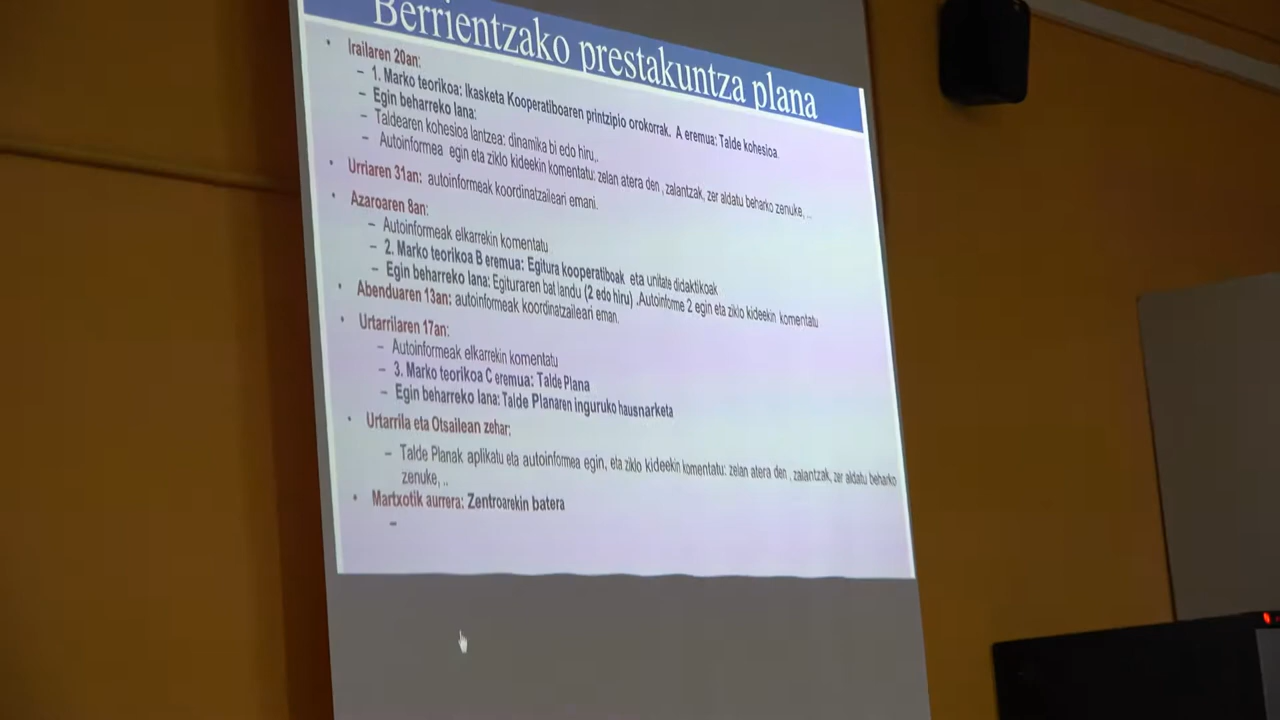 Berrientzako prestakuntza plana
• Irailaren 20an:
– 1. Marko teorikoa: Ikasketa Kooperatiboaren printzipio orokorrak. A eremua: Talde kohesioa.
– Egin beharreko lana:
– Taldearen kohesioa lantzea: dinamika bi edo hiru,..
– Autoinformea egin eta ziklo kideekin komentatu: zelan atera den , zalantzak, zer aldatu beharko zenuke, ..
• Urriaren 31an: autoinformeak koordinatzaileari emani.
• Azaroaren 8an:
– Autoinformeak elkarrekin komentatu
– 2. Marko teorikoa B eremua: Egitura kooperatiboak eta unitate didaktikoak
– Egin beharreko lana: Egituraren bat landu (2 edo hiru) .Autoinforme 2 egin eta ziklo kideekin komentatu
• Abenduaren 13an: autoinformeak koordinatzaileari eman.
• Urtarrilaren 17an:
– Autoinformeak elkarrekin komentatu
– 3. Marko teorikoa C eremua: Talde Plana
– Egin beharreko lana: Talde Planaren inguruko hausnarketa
• Urtarrila eta Otsailean zehar:
– Talde Planak aplikatu eta autoinformea egin, eta ziklo kideekin komentatu: zelan atera den , zalantzak, zer aldatu beharko
zenuke, ..
• Martxotik aurrera: Zentroarekin batera
–